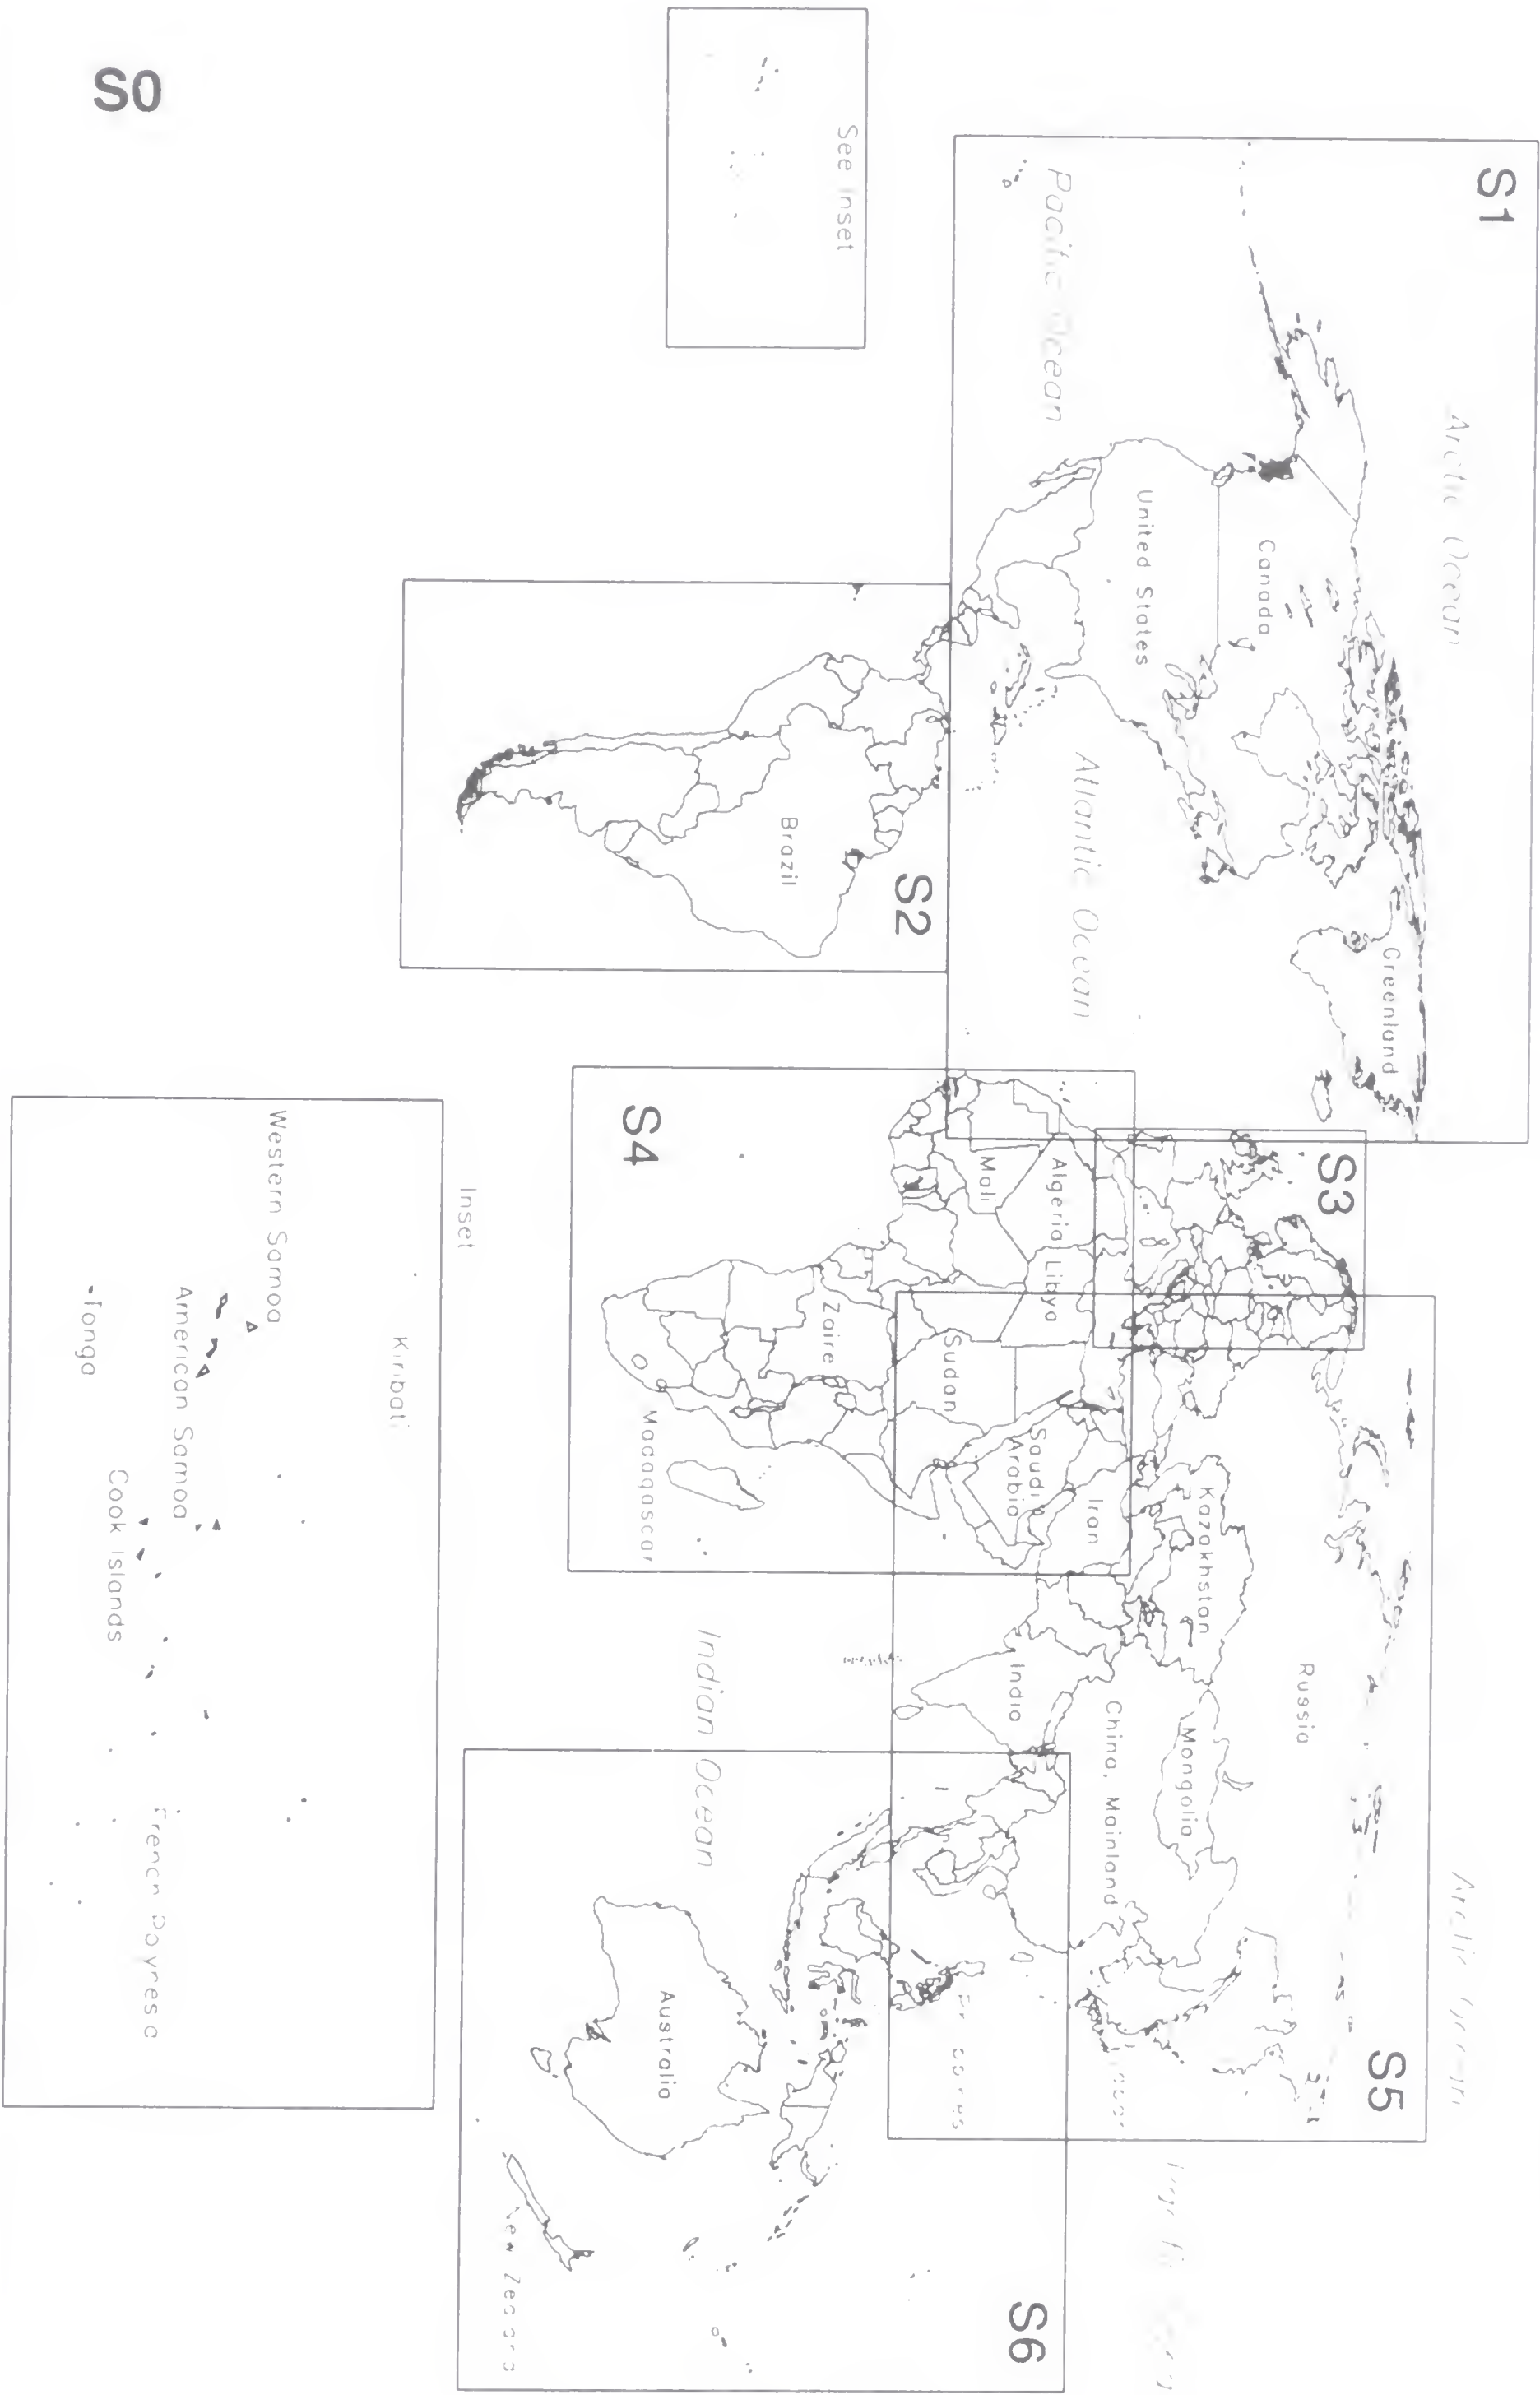 S0
See Inset
S1
Arctic Ocean
Pacific Ocean
Canada
United States
Greenland
Atlantic Ocean
S2
Brazil
S3
S4
Algeria
Libya
Mali
Sudan
Zaire
Saudi
Arabia
Iran
Madagascar
S5
Arctic
Russia
Kazakhstan
Mongolia
China, Mainland
India
Indian Ocean
S6
Australia
Inset
Kiribati
Western Samoa
American Samoa
Tonga
Cook Islands